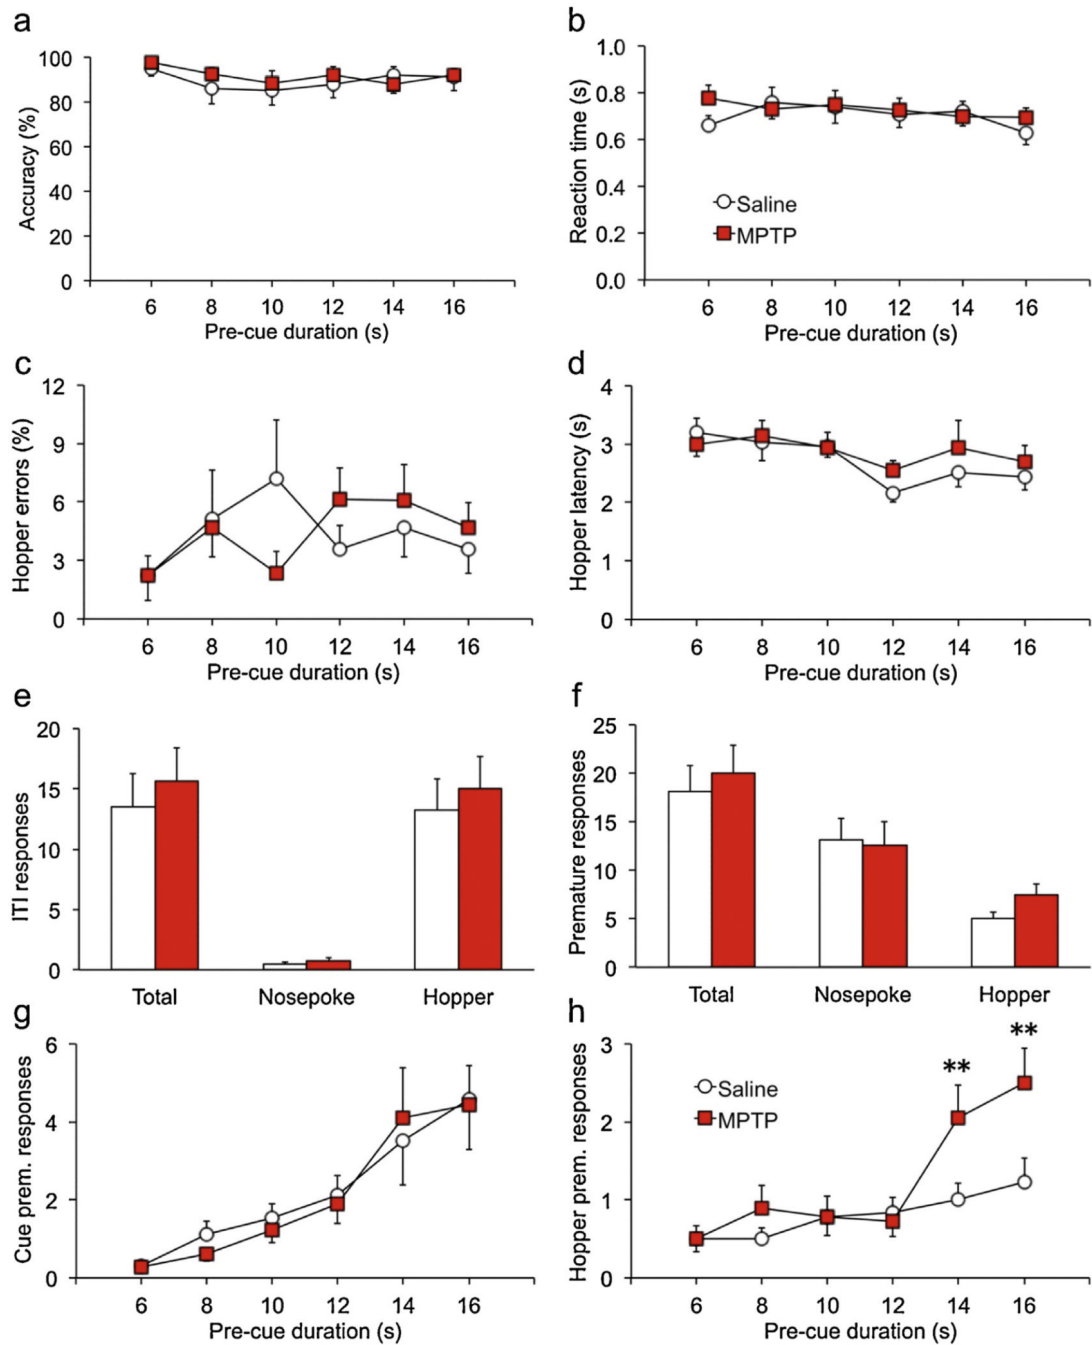 a
Accuracy (%)
100
80
60
40
20
0
6 8 10 12 14 16
Pre-cue duration (s)
b
Reaction time (s)
1.0
0.8
0.6
0.4
0.2
0.0
Saline
MPTP
6 8 10 12 14 16
Pre-cue duration (s)
c
Hopper errors (%)
12
9
6
3
0
6 8 10 12 14 16
Pre-cue duration (s)
d
Hopper latency (s)
4
3
2
1
0
6 8 10 12 14 16
Pre-cue duration (s)
e
ITI responses
20
15
10
5
0
Total Nosepoke Hopper
f
Premature responses
25
20
15
10
5
0
Total Nosepoke Hopper
g
Cue prem. responses
6
4
2
0
6 8 10 12 14 16
Pre-cue duration (s)
h
Hopper prem. responses
3
2
1
0
Saline
MPTP
**
**
6 8 10 12 14 16
Pre-cue duration (s)